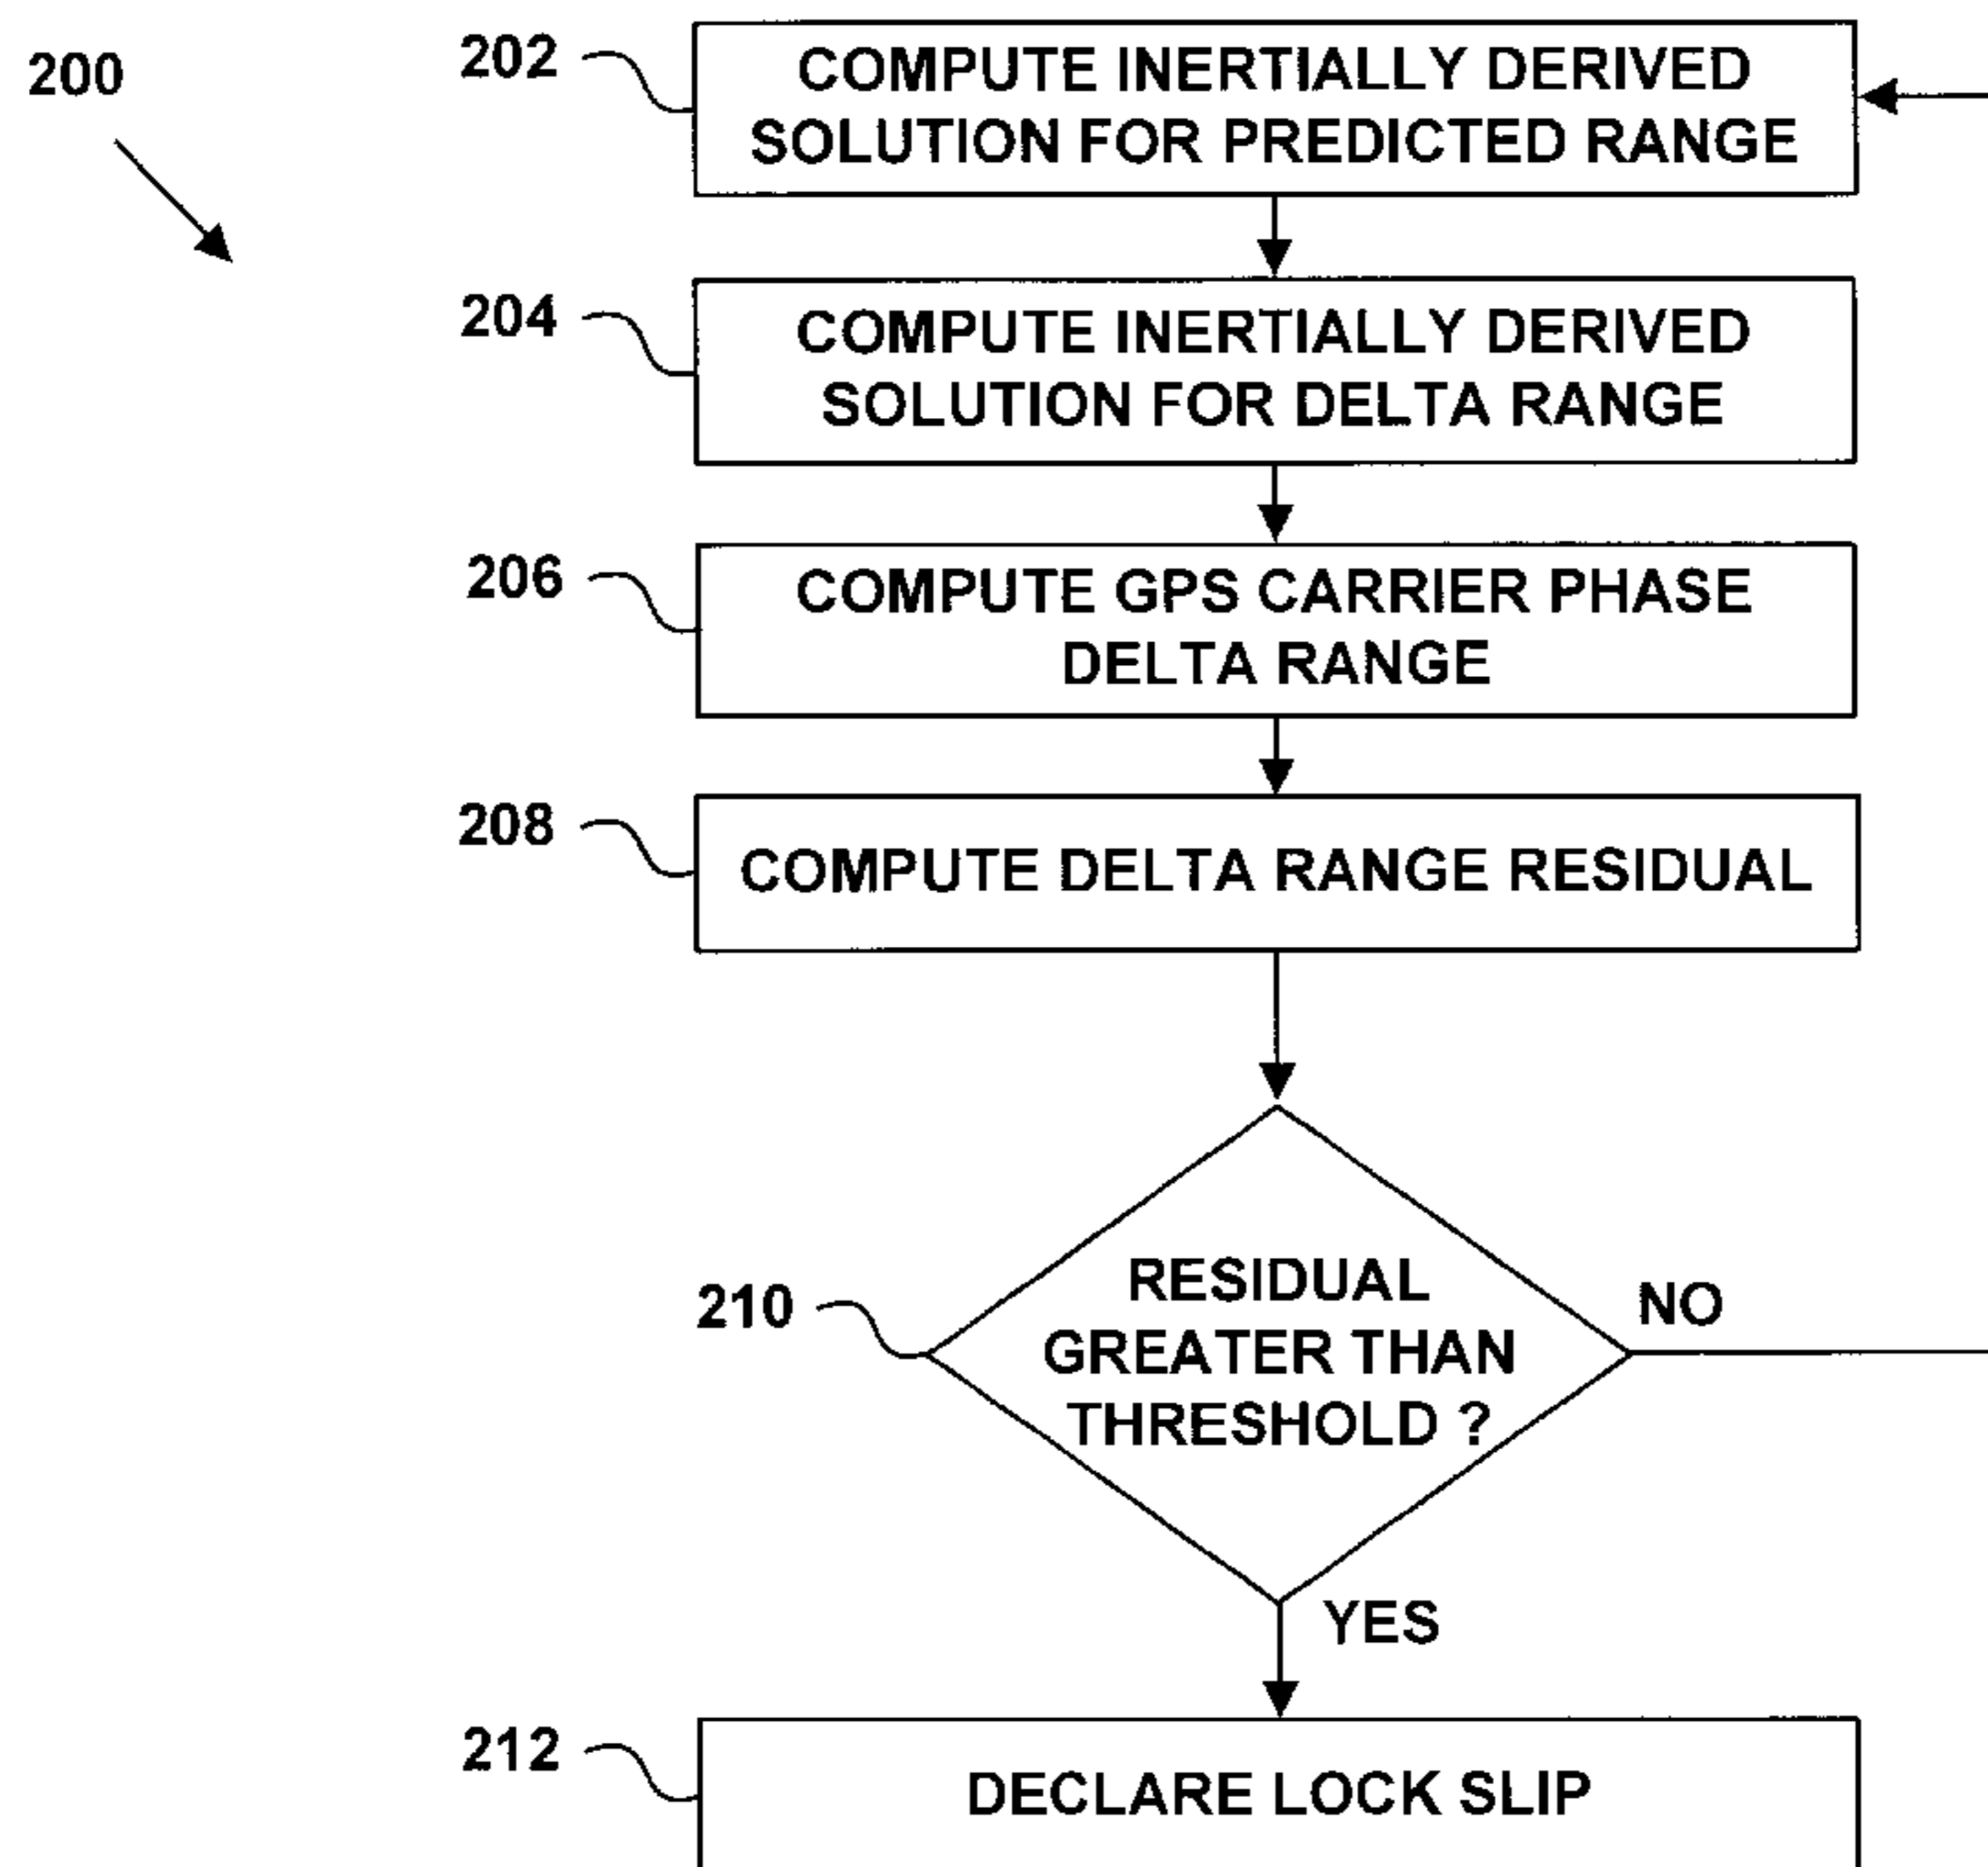 200
202
COMPUTE INERTIALLY DERIVED
SOLUTION FOR PREDICTED RANGE
204
COMPUTE INERTIALLY DERIVED
SOLUTION FOR DELTA RANGE
206
COMPUTE GPS CARRIER PHASE
DELTA RANGE
208
COMPUTE DELTA RANGE RESIDUAL
210
RESIDUAL
GREATER THAN
THRESHOLD ?
NO
YES
212
DECLARE LOCK SLIP